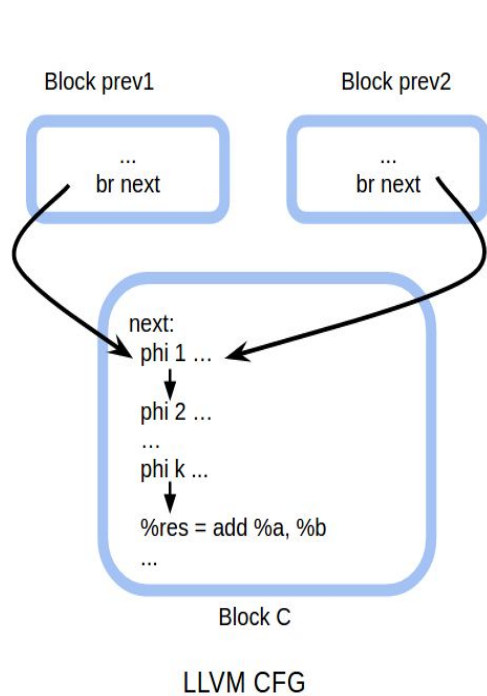 Block prev1
Block prev2
...
br next
...
br next
next:
phi 1 ...
phi 2 ...
...
phi k ...
%res = add %a, %b
...
Block C
LLVM CFG